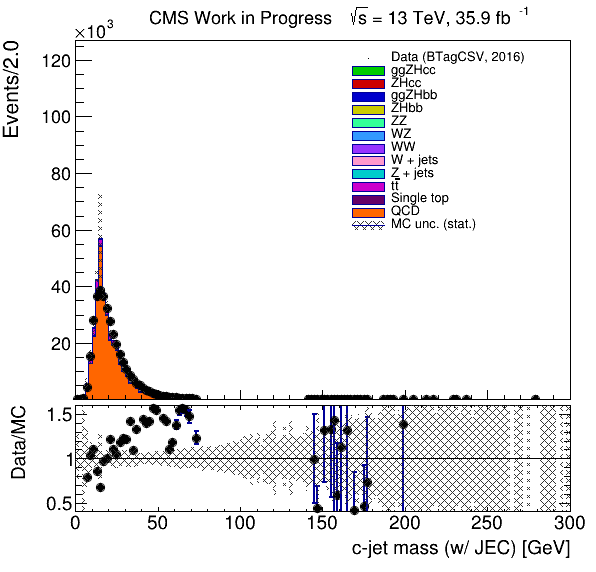 CMS Work in Progress √s = 13 TeV, 35.9 fb⁻¹
×10³
Events/2.0
120
100
80
60
40
20
Data (BTagCSV, 2016)
ggZHcc
ZHcc
ggZHbb
ZHbb
ZZ
WZ
WW
W + jets
Z + jets
tt̅
Single top
QCD
MC unc. (stat.)
Data/MC
1.5
1
0.5
0 50 100 150 200 250 300
c-jet mass (w/ JEC) [GeV]